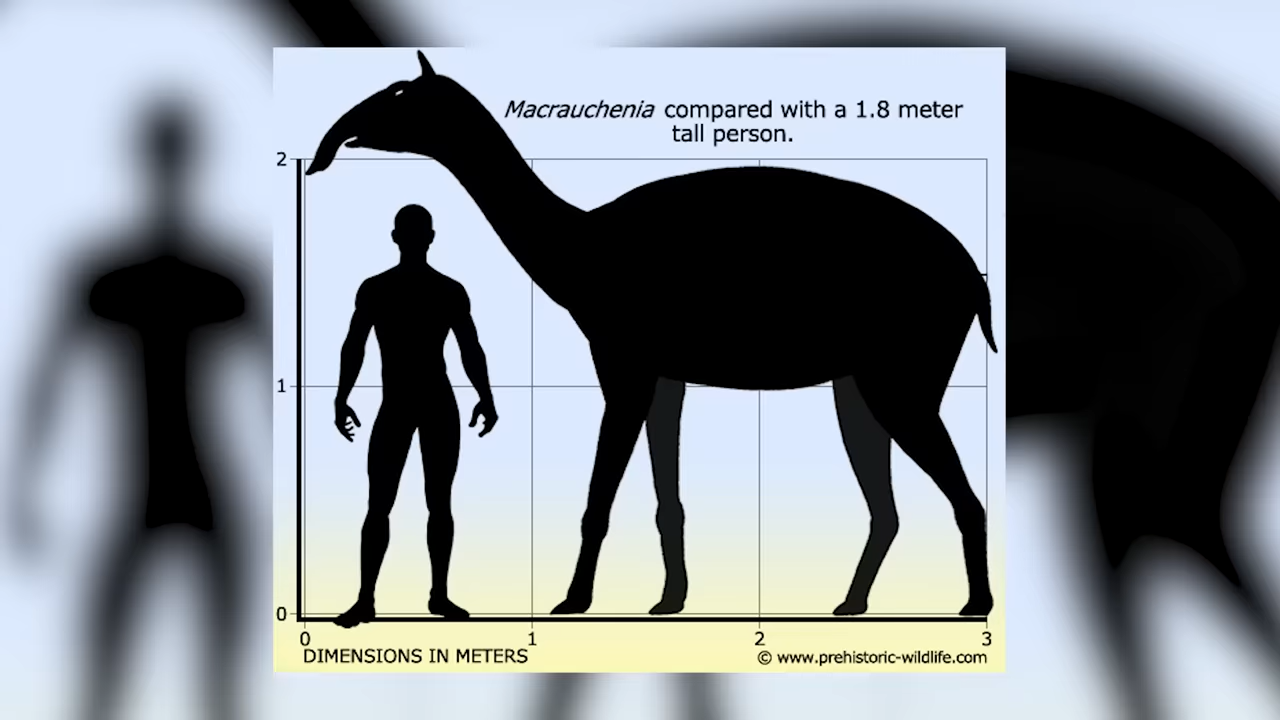 Macrauchenia compared with a 1.8 meter
tall person.
2
1
0
0 1 2 3
DIMENSIONS IN METERS
© www.prehistoric-wildlife.com